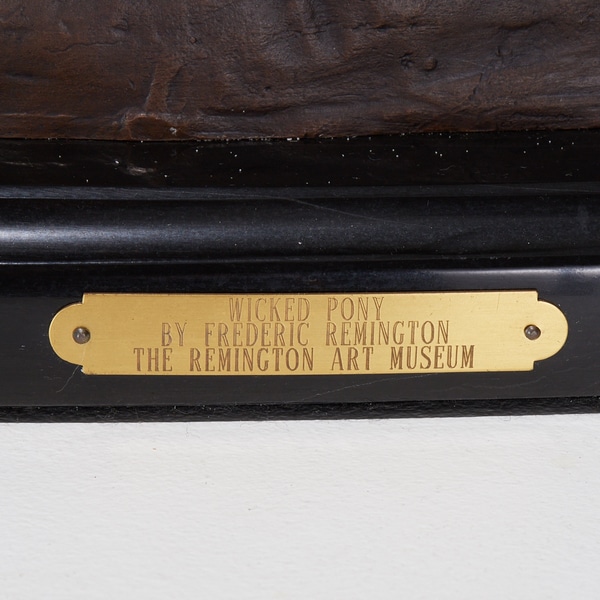 WICKED PONY
BY FREDERIC REMINGTON
THE REMINGTON ART MUSEUM